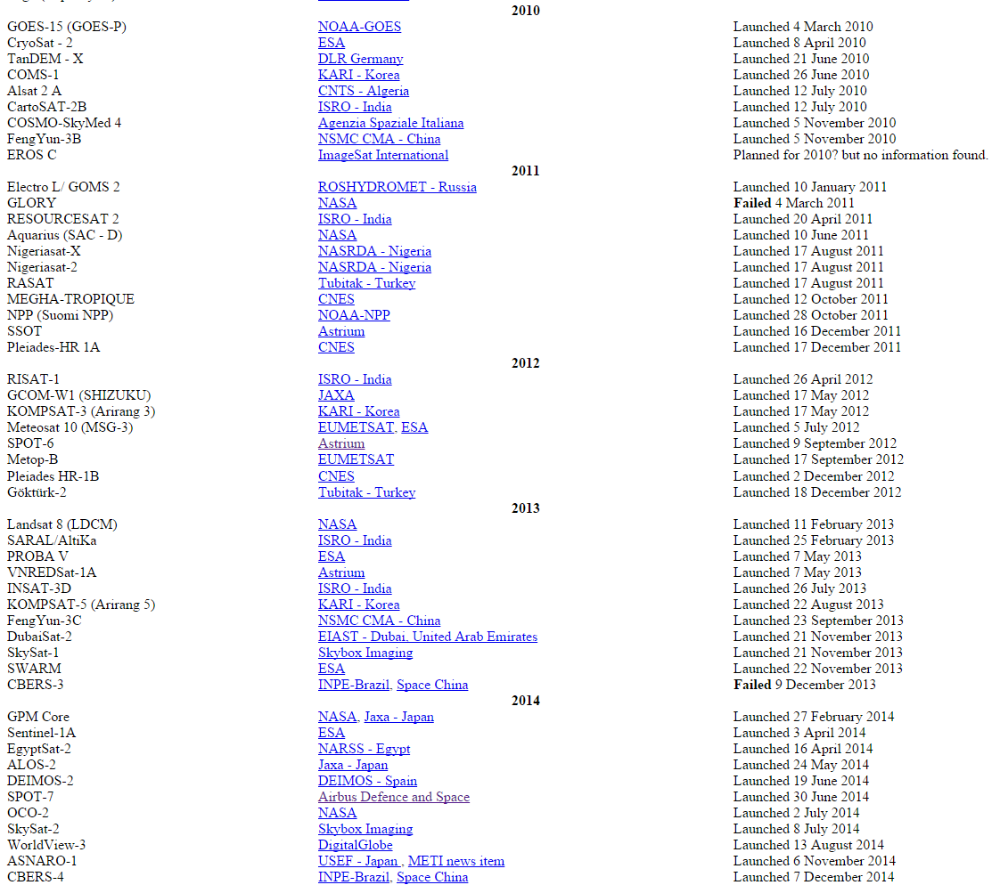 2010
GOES-15 (GOES-P) NOAA-GOES Launched 4 March 2010
CryoSat - 2 ESA Launched 8 April 2010
TanDEM - X DLR Germany Launched 21 June 2010
COMS-1 KARI - Korea Launched 26 June 2010
Alsat 2 A CNTS - Algeria Launched 12 July 2010
CartoSAT-2B ISRO - India Launched 12 July 2010
COSMO-SkyMed 4 Agenzia Spaziale Italiana Launched 5 November 2010
FengYun-3B NSMC CMA - China Launched 5 November 2010
EROS C ImageSat International Planned for 2010? but no information found.
2011
Electro L/ GOMS 2 ROSHYDROMET - Russia Launched 10 January 2011
GLORY NASA Failed 4 March 2011
RESOURCESAT 2 ISRO - India Launched 20 April 2011
Aquarius (SAC - D) NASA Launched 10 June 2011
Nigeriasat-X NASRDA - Nigeria Launched 17 August 2011
Nigeriasat-2 NASRDA - Nigeria Launched 17 August 2011
RASAT Tubitak - Turkey Launched 17 August 2011
MEGHA-TROPIQUE CNES Launched 12 October 2011
NPP (Suomi NPP) NOAA-NPP Launched 28 October 2011
SSOT Astrium Launched 16 December 2011
Pleiades-HR 1A CNES Launched 17 December 2011
2012
RISAT-1 ISRO - India Launched 26 April 2012
GCOM-W1 (SHIZUKU) JAXA Launched 17 May 2012
KOMPSAT-3 (Arirang 3) KARI - Korea Launched 17 May 2012
Meteosat 10 (MSG-3) EUMETSAT, ESA Launched 5 July 2012
SPOT-6 Astrium Launched 9 September 2012
Metop-B EUMETSAT Launched 17 September 2012
Pleiades HR-1B CNES Launched 2 December 2012
Göktürk-2 Tubitak - Turkey Launched 18 December 2012
2013
Landsat 8 (LDCM) NASA Launched 11 February 2013
SARAL/AltiKa ISRO - India Launched 25 February 2013
PROBA V ESA Launched 7 May 2013
VNREDSat-1A Astrium Launched 7 May 2013
INSAT-3D ISRO - India Launched 26 July 2013
KOMPSAT-5 (Arirang 5) KARI - Korea Launched 22 August 2013
FengYun-3C NSMC CMA - China Launched 23 September 2013
DubaiSat-2 EIAST - Dubai, United Arab Emirates Launched 21 November 2013
SkySat-1 Skybox Imaging Launched 21 November 2013
SWARM ESA Launched 22 November 2013
CBERS-3 INPE-Brazil, Space China Failed 9 December 2013
2014
GPM Core NASA, Jaxa - Japan Launched 27 February 2014
Sentinel-1A ESA Launched 3 April 2014
EgyptSat-2 NARSS - Egypt Launched 16 April 2014
ALOS-2 Jaxa - Japan Launched 24 May 2014
DEIMOS-2 DEIMOS - Spain Launched 19 June 2014
SPOT-7 Airbus Defence and Space Launched 30 June 2014
OCO-2 NASA Launched 2 July 2014
SkySat-2 Skybox Imaging Launched 8 July 2014
WorldView-3 DigitalGlobe Launched 13 August 2014
ASNARO-1 USEF - Japan , METI news item Launched 6 November 2014
CBERS-4 INPE-Brazil, Space China Launched 7 December 2014